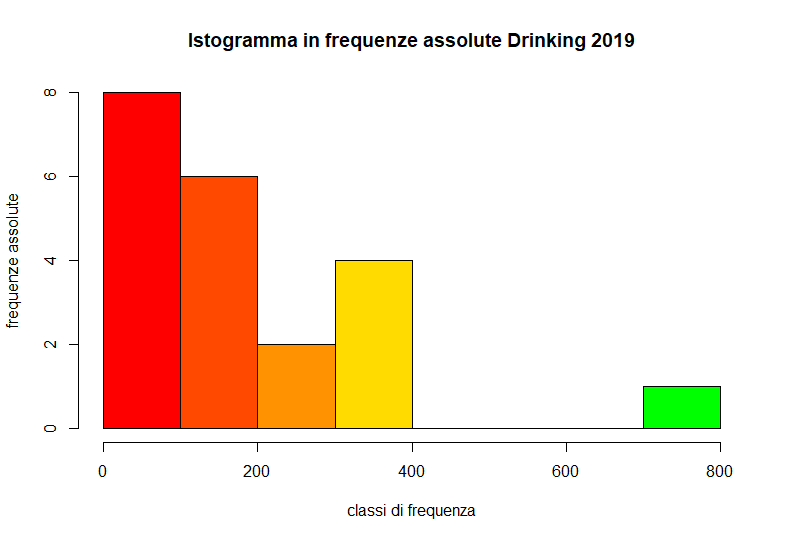 Istogramma in frequenze assolute Drinking 2019
frequenze assolute
8
6
4
2
0
0 200 400 600 800
classi di frequenza